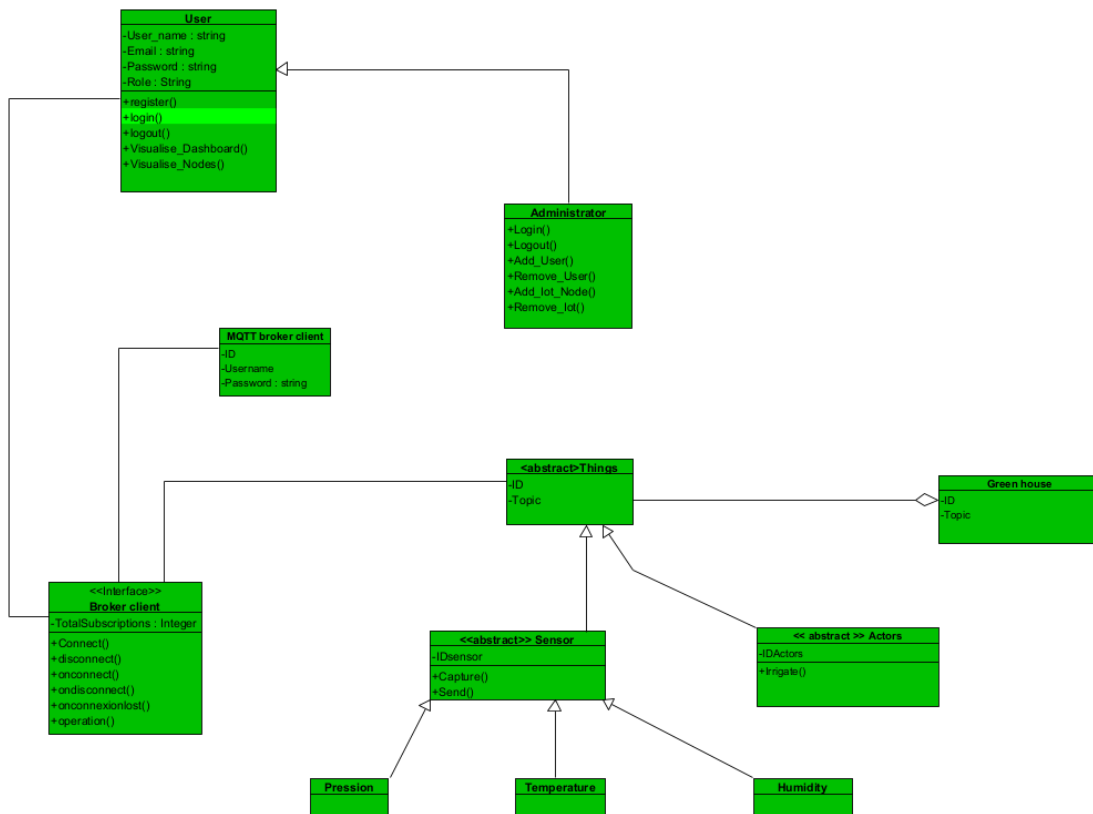 User
-User_name : string
-Email : string
-Password : string
-Role : String
+register()
+login()
+logout()
+Visualise_Dashboard()
+Visualise_Nodes()
Administrator
+Login()
+Logout()
+Add_User()
+Remove_User()
+Add_Iot_Node()
+Remove_Iot()
MQTT broker client
-ID
-Username
-Password : string
<abstract>Things
-ID
-Topic
Green house
-ID
-Topic
<<Interface>>
Broker client
-TotalSubscriptions : Integer
+Connect()
+disconnect()
+onconnect()
+ondisconnect()
+onconnexionlost()
+operation()
<<abstract>> Sensor
-IDsensor
+Capture()
+Send()
<< abstract >> Actors
-IDActors
+Irrigate()
Pression
Temperature
Humidity